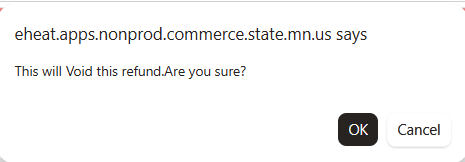 eheat.apps.nonprod.commerce.state.mn.us says
This will Void this refund.Are you sure?
OK
Cancel